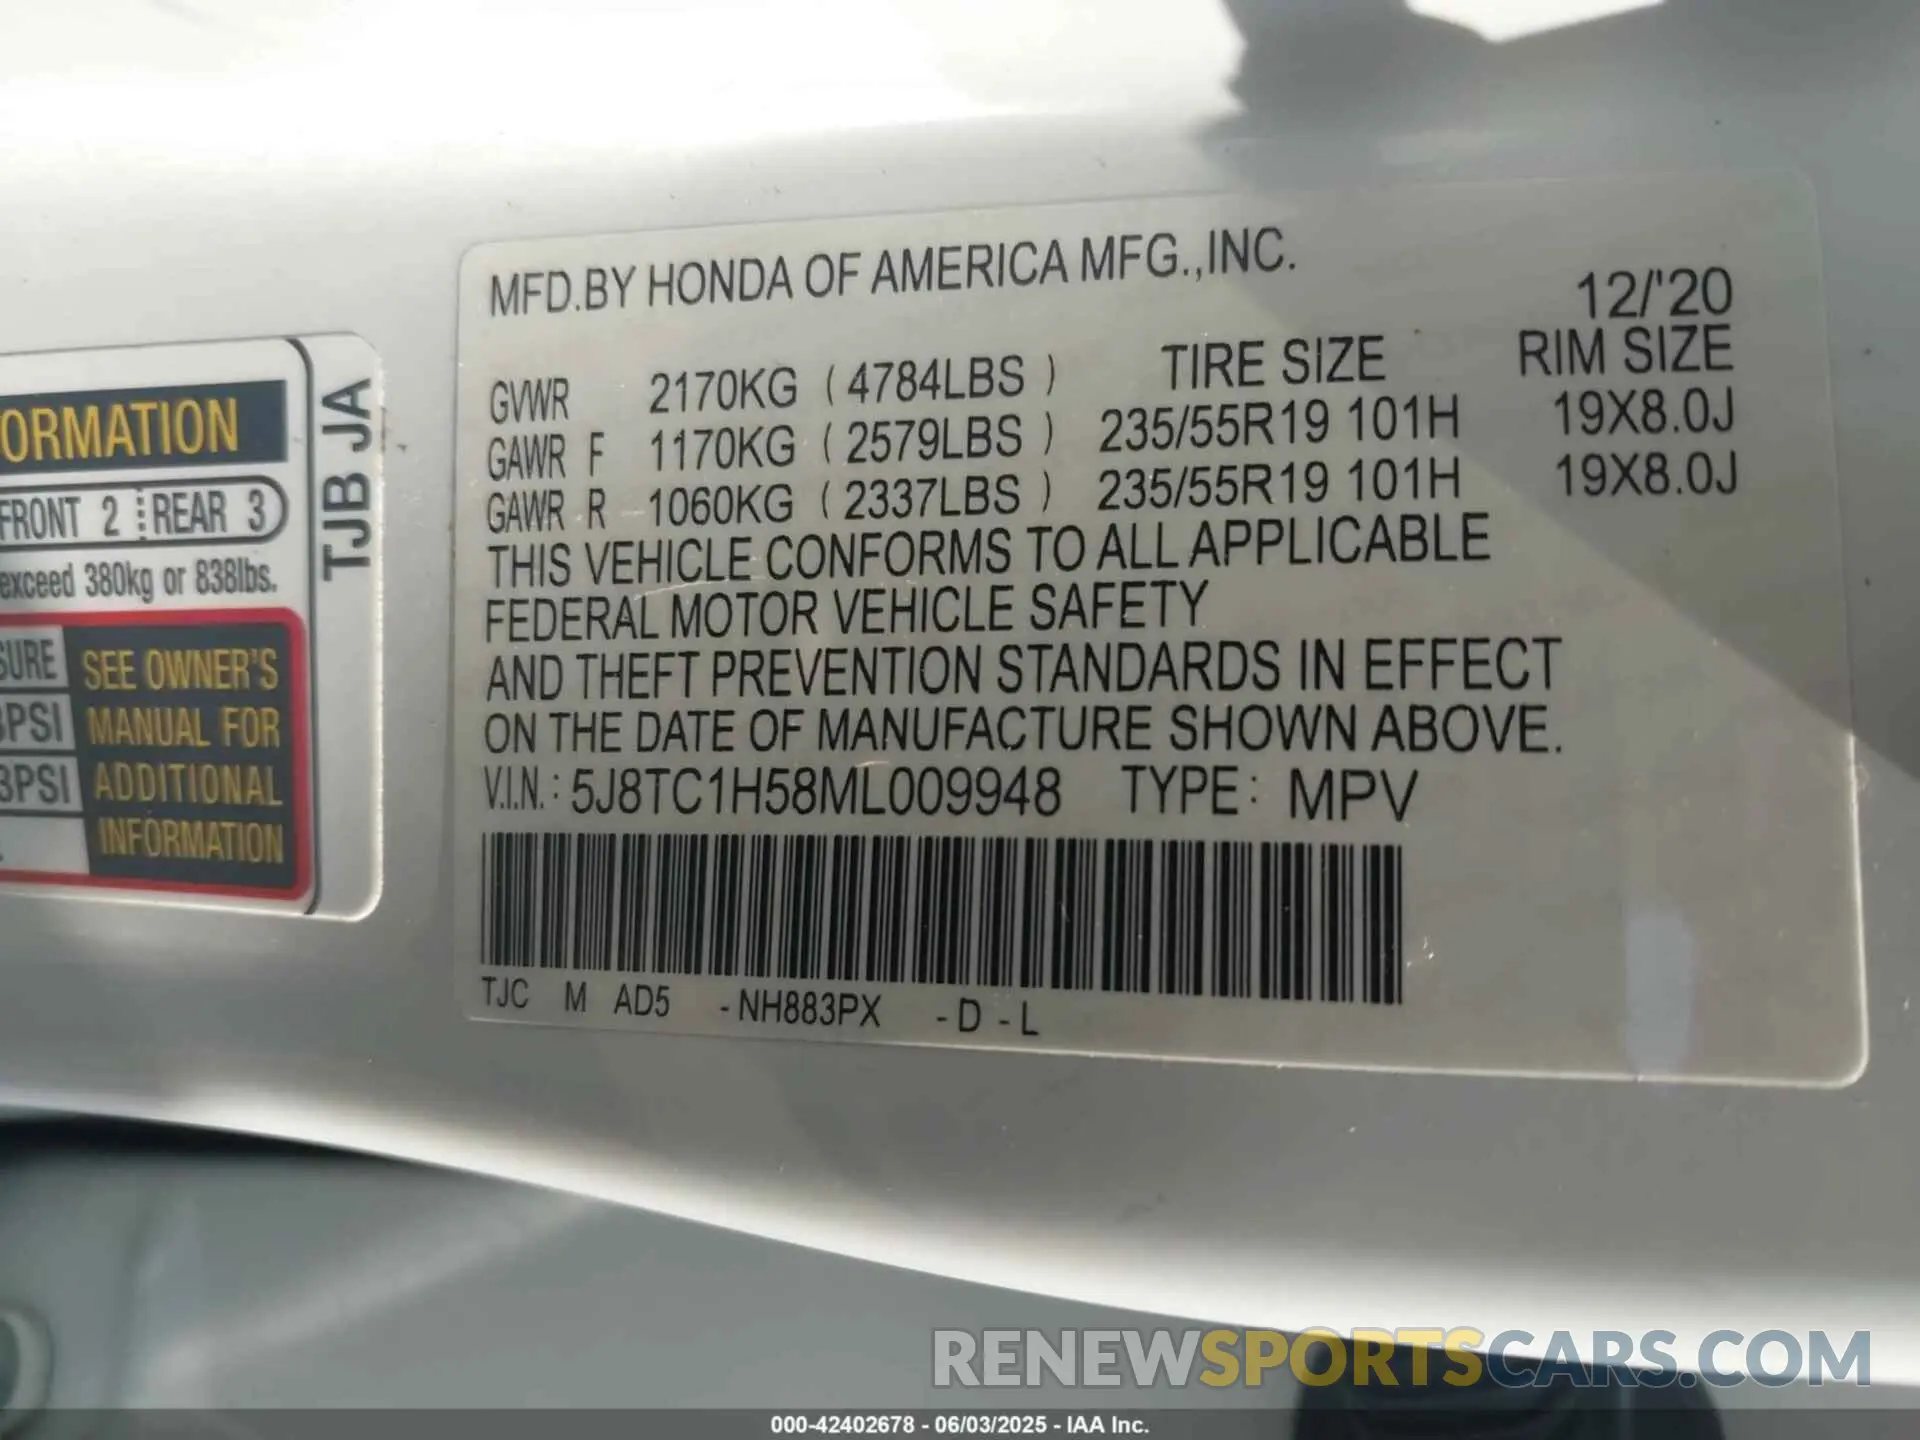 ORMATION
FRONT 2 REAR 3
exceed 380kg or 838lbs.
SURE
SEE OWNER'S
MANUAL FOR
ADDITIONAL
INFORMATION
3PSI
3PSI
TJB JA
MFD.BY HONDA OF AMERICA MFG.,INC.
12/'20
GVWR 2170KG ( 4784LBS ) TIRE SIZE RIM SIZE
GAWR F 1170KG ( 2579LBS ) 235/55R19 101H 19X8.0J
GAWR R 1060KG ( 2337LBS ) 235/55R19 101H 19X8.0J
THIS VEHICLE CONFORMS TO ALL APPLICABLE
FEDERAL MOTOR VEHICLE SAFETY
AND THEFT PREVENTION STANDARDS IN EFFECT
ON THE DATE OF MANUFACTURE SHOWN ABOVE.
V.I.N.: 5J8TC1H58ML009948 TYPE: MPV
TJC M AD5 -NH883PX -D -L
RENEWSPORTSCARS.COM
000-42402678 - 06/03/2025 - IAA Inc.